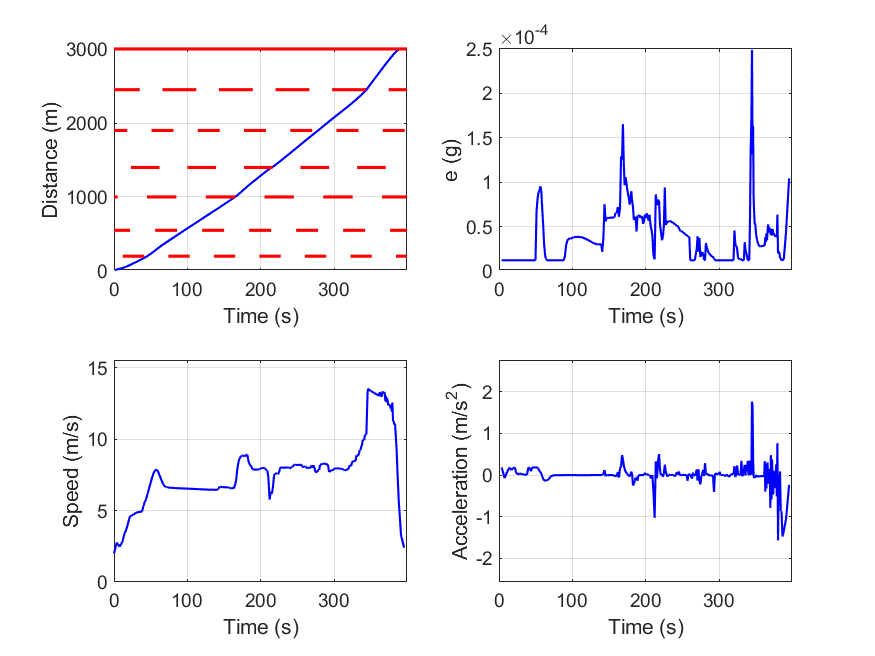 3000
2000
1000
0
Distance (m)
0 100 200 300
Time (s)
×10-4
2.5
2
1.5
1
0.5
0
e (g)
0 100 200 300
Time (s)
15
10
5
0
Speed (m/s)
0 100 200 300
Time (s)
2
1
0
-1
-2
Acceleration (m/s2)
0 100 200 300
Time (s)